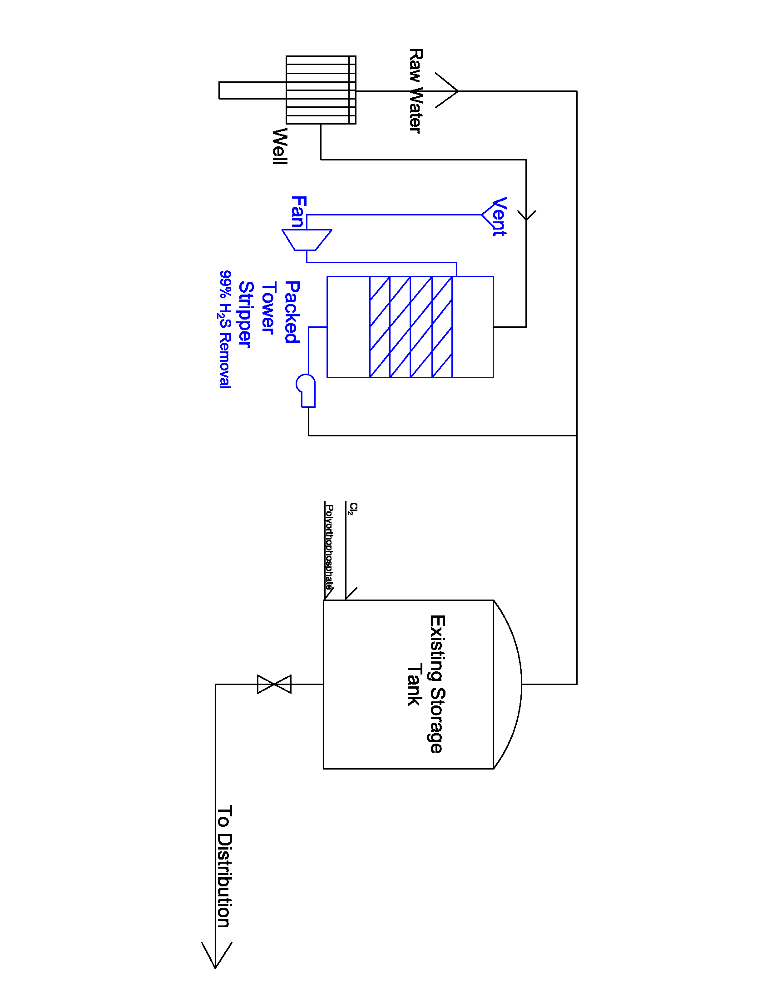 Raw Water
Well
Vent
Fan
Packed
Tower
Stripper
99% H₂S Removal
Cl₂
Polyorthophosphate
Existing Storage
Tank
To Distribution